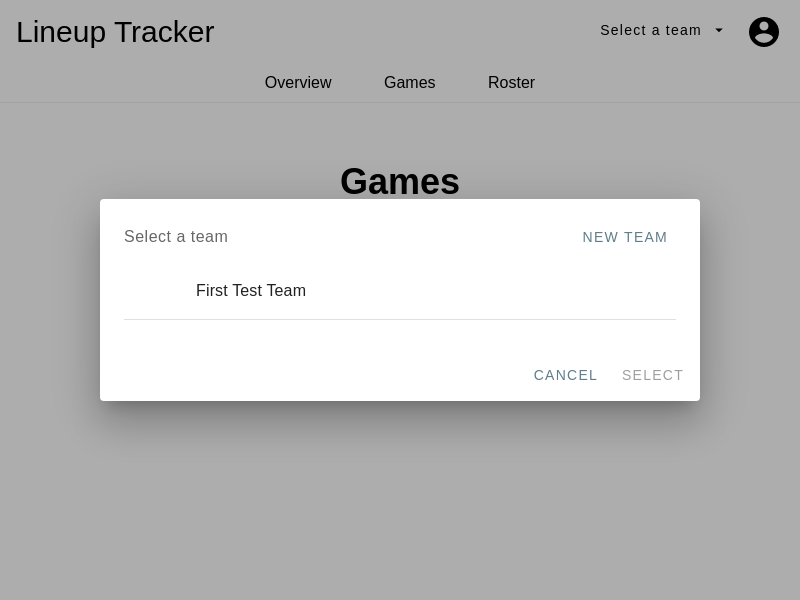 Lineup Tracker
Select a team
Overview Games Roster
Games
Select a team NEW TEAM
First Test Team
CANCEL SELECT